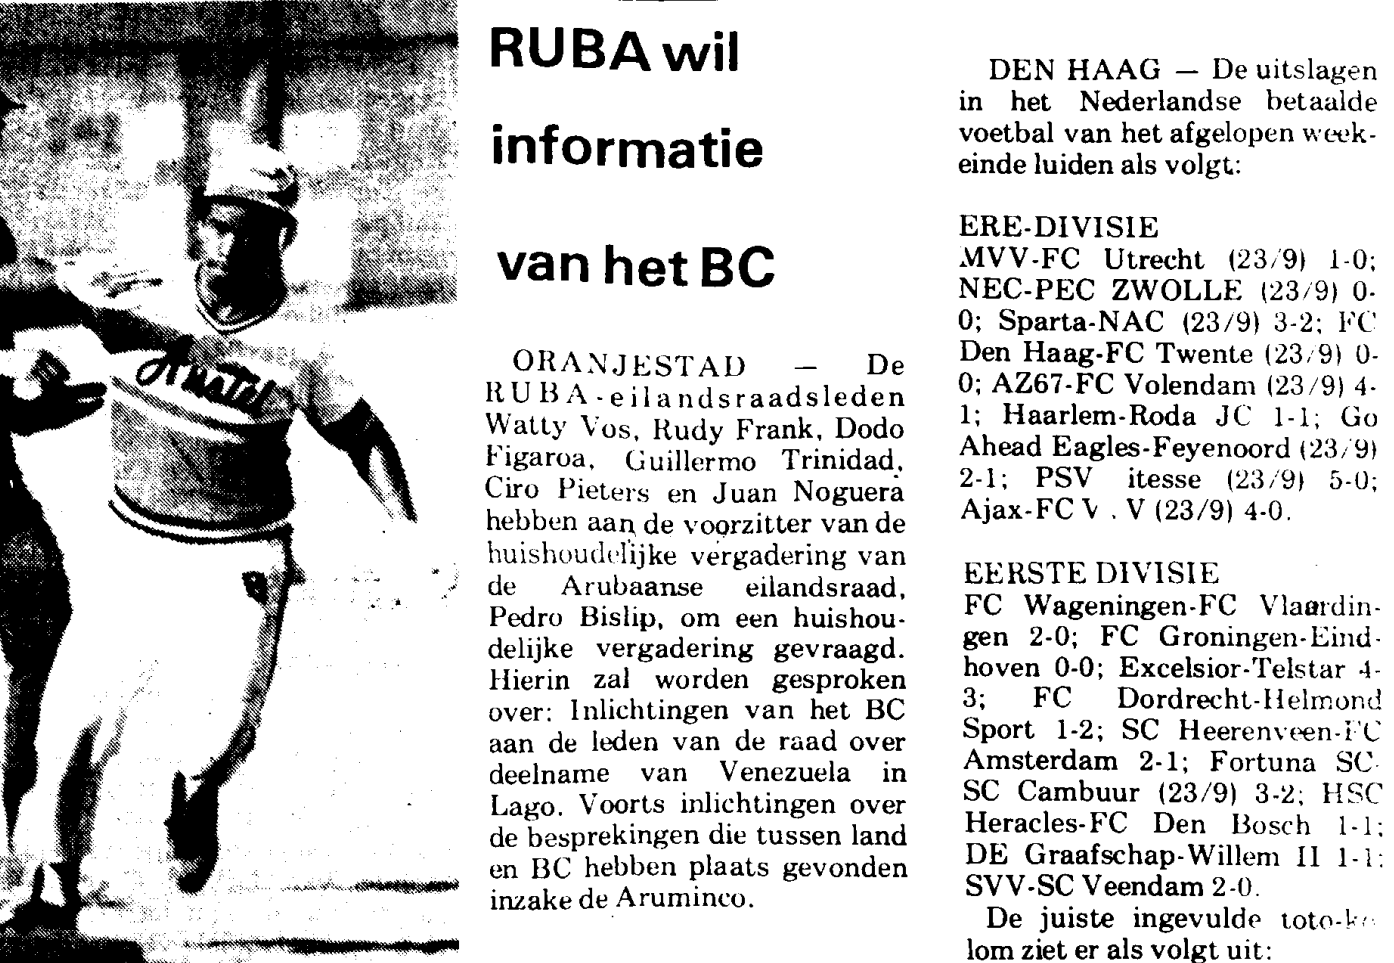 Amstel
RUBA wil
informatie
van het BC
ORANJESTAD — De
RUBA-eilandsraadsleden
Watty Vos, Rudy Frank, Dodo
Figaroa, Guillermo Trinidad,
Ciro Pieters en Juan Noguera
hebben aan de voorzitter van de
huishoudelijke vergadering van
de Arubaanse eilandsraad,
Pedro Bislip, om een huishou-
delijke vergadering gevraagd.
Hierin zal worden gesproken
over: Inlichtingen van het BC
aan de leden van de raad over
deelname van Venezuela in
Lago. Voorts inlichtingen over
de besprekingen die tussen land
en BC hebben plaats gevonden
inzake de Aruminco.
DEN HAAG — De uitslagen
in het Nederlandse betaalde
voetbal van het afgelopen week-
einde luiden als volgt:
ERE-DIVISIE
MVV-FC Utrecht (23/9) 1-0;
NEC-PEC ZWOLLE (23/9) 0-
0; Sparta-NAC (23/9) 3-2; FC
Den Haag-FC Twente (23/9) 0-
0; AZ67-FC Volendam (23/9) 4-
1; Haarlem-Roda JC 1-1; Go
Ahead Eagles-Feyenoord (23/9)
2-1; PSV itesse (23/9) 5-0;
Ajax-FC V . V (23/9) 4-0.
EERSTE DIVISIE
FC Wageningen-FC Vlaardin-
gen 2-0; FC Groningen-Eind-
hoven 0-0; Excelsior-Telstar 4-
3; FC Dordrecht-Helmond
Sport 1-2; SC Heerenveen-FC
Amsterdam 2-1; Fortuna SC-
SC Cambuur (23/9) 3-2; HSC
Heracles-FC Den Bosch 1-1;
DE Graafschap-Willem II 1-1;
SVV-SC Veendam 2-0.
De juiste ingevulde toto-ko
lom ziet er als volgt uit: